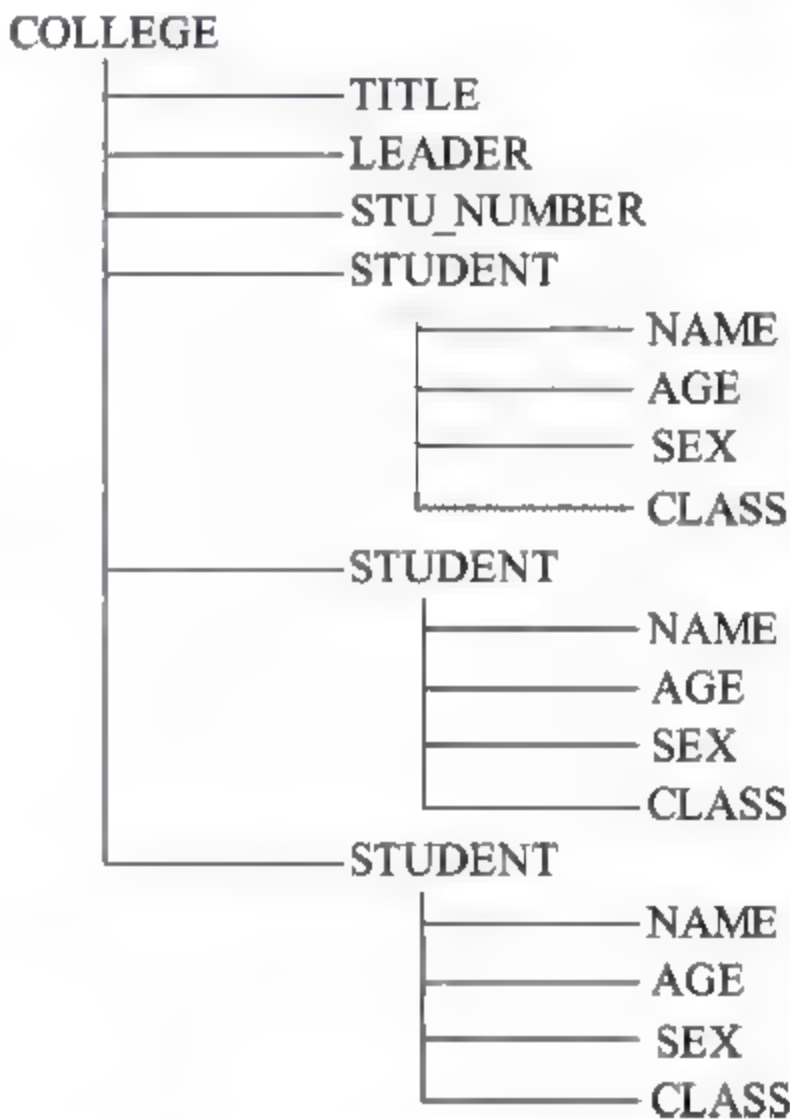 COLLEGE
TITLE
LEADER
STU_NUMBER
STUDENT
NAME
AGE
SEX
CLASS
STUDENT
NAME
AGE
SEX
CLASS
STUDENT
NAME
AGE
SEX
CLASS